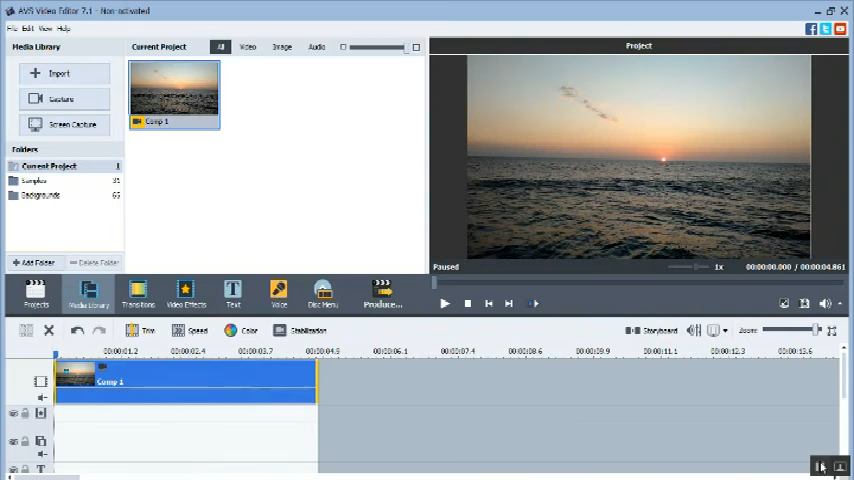 AVS Video Editor 7.1 - Non-activated
File Edit View Help
Media Library
Current Project
All Video Image Audio
Project
Import
Capture
Screen Capture
Folders
Current Project 1
Samples 31
Backgrounds 65
Comp 1
+ Add Folder
− Delete Folder
Paused
1x
00:00:00.000 / 00:00:04.861
Projects
Media Library
Transitions
Video Effects
Text
Voice
Disc Menu
Produce...
Trim
Speed
Color
Stabilization
Storyboard
Zoom:
00:00:01.2 00:00:02.4 00:00:03.7 00:00:04.9 00:00:06.1 00:00:07.4 00:00:08.6 00:00:09.9 00:00:11.1 00:00:12.4 00:00:13.6
Comp 1
T